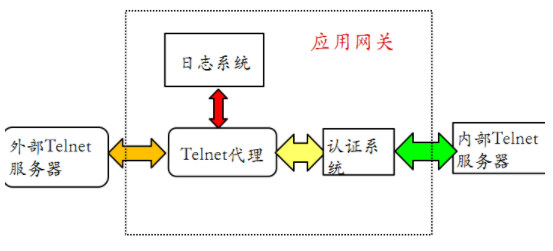 应用网关
日志系统
外部Telnet
服务器
Telnet代理
认证系
统
内部Telnet
服务器